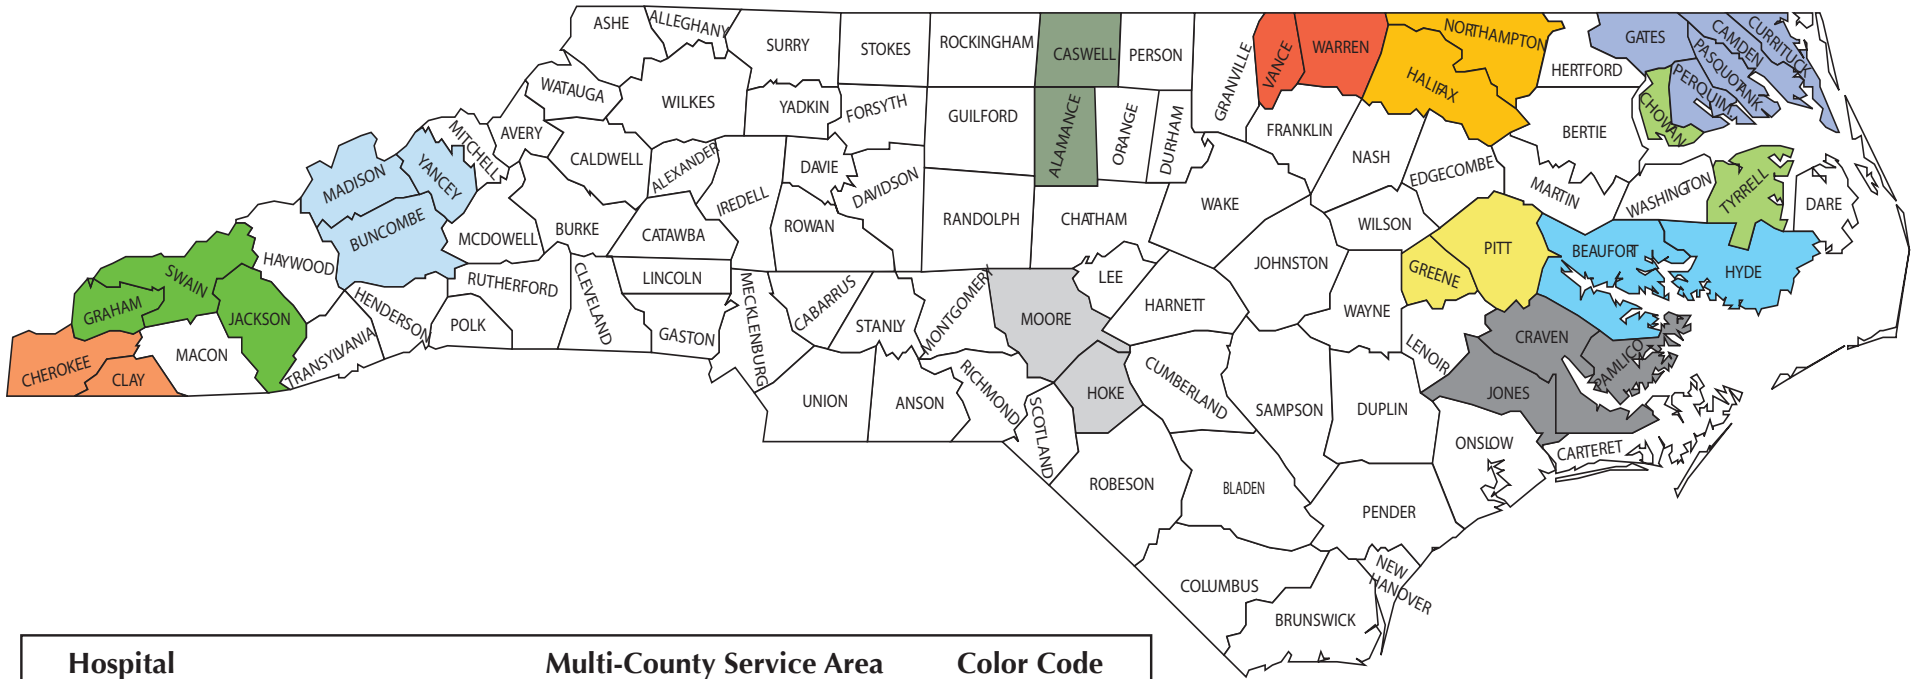 ASHE
ALLEGHANY
SURRY
STOKES
ROCKINGHAM
CASWELL
PERSON
GRANVILLE
VANCE
WARREN
NORTHAMPTON
HALIFAX
HERTFORD
GATES
CURRITUCK
CAMDEN
PASQUOTANK
PERQUIM
CHOWAN
WATAUGA
WILKES
YADKIN
FORSYTH
GUILFORD
ALAMANCE
ORANGE
DURHAM
FRANKLIN
NASH
EDGECOMBE
BERTIE
MARTIN
WASHINGTON
TYRRELL
DARE
MITCHELL
AVERY
CALDWELL
ALEXANDER
IREDELL
DAVIE
DAVIDSON
MADISON
YANCEY
BUNCOMBE
MCDOWELL
BURKE
CATAWBA
ROWAN
RANDOLPH
CHATHAM
WAKE
WILSON
PITT
GREENE
BEAUFORT
HYDE
HAYWOOD
SWAIN
GRAHAM
JACKSON
CHEROKEE
CLAY
MACON
TRANSYLVANIA
HENDERSON
POLK
RUTHERFORD
CLEVELAND
LINCOLN
GASTON
MECKLENBURG
CABARRUS
STANLY
MONTGOMERY
MOORE
LEE
HARNETT
JOHNSTON
WAYNE
LENOIR
CRAVEN
PAMLICO
JONES
UNION
ANSON
RICHMOND
SCOTLAND
HOKE
CUMBERLAND
SAMPSON
DUPLIN
ONSLOW
CARTERET
ROBESON
BLADEN
PENDER
COLUMBUS
BRUNSWICK
NEW
HANOVER
Hospital Multi-County Service Area Color Code